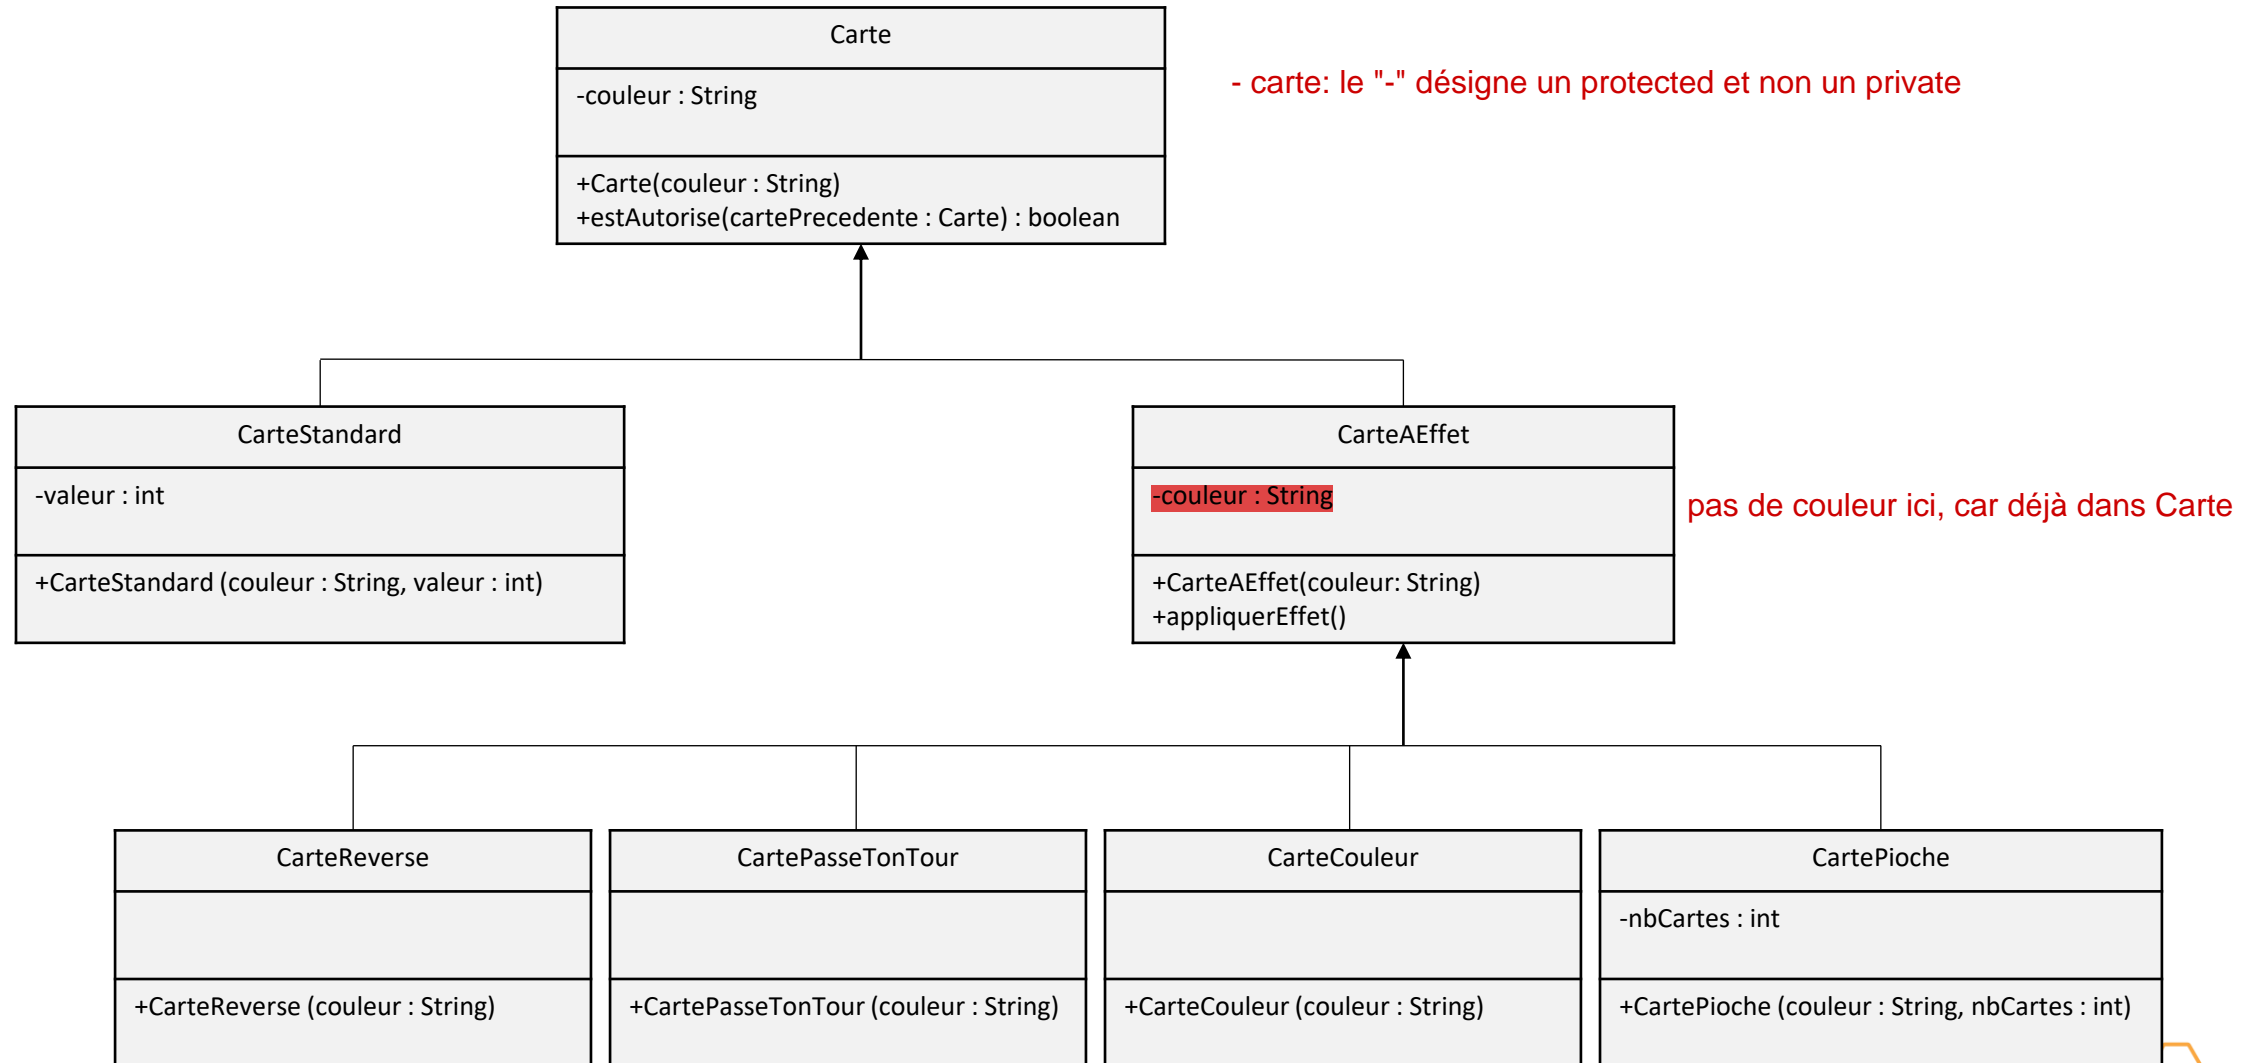 Carte
-couleur : String
- carte: le "-" désigne un protected et non un private
+Carte(couleur : String)
+estAutorise(cartePrecedente : Carte) : boolean
CarteStandard
-valeur : int
+CarteStandard (couleur : String, valeur : int)
CarteAEffet
-couleur : String
pas de couleur ici, car déjà dans Carte
+CarteAEffet(couleur: String)
+appliquerEffet()
CarteReverse
+CarteReverse (couleur : String)
CartePasseTonTour
+CartePasseTonTour (couleur : String)
CarteCouleur
+CarteCouleur (couleur : String)
CartePioche
-nbCartes : int
+CartePioche (couleur : String, nbCartes : int)